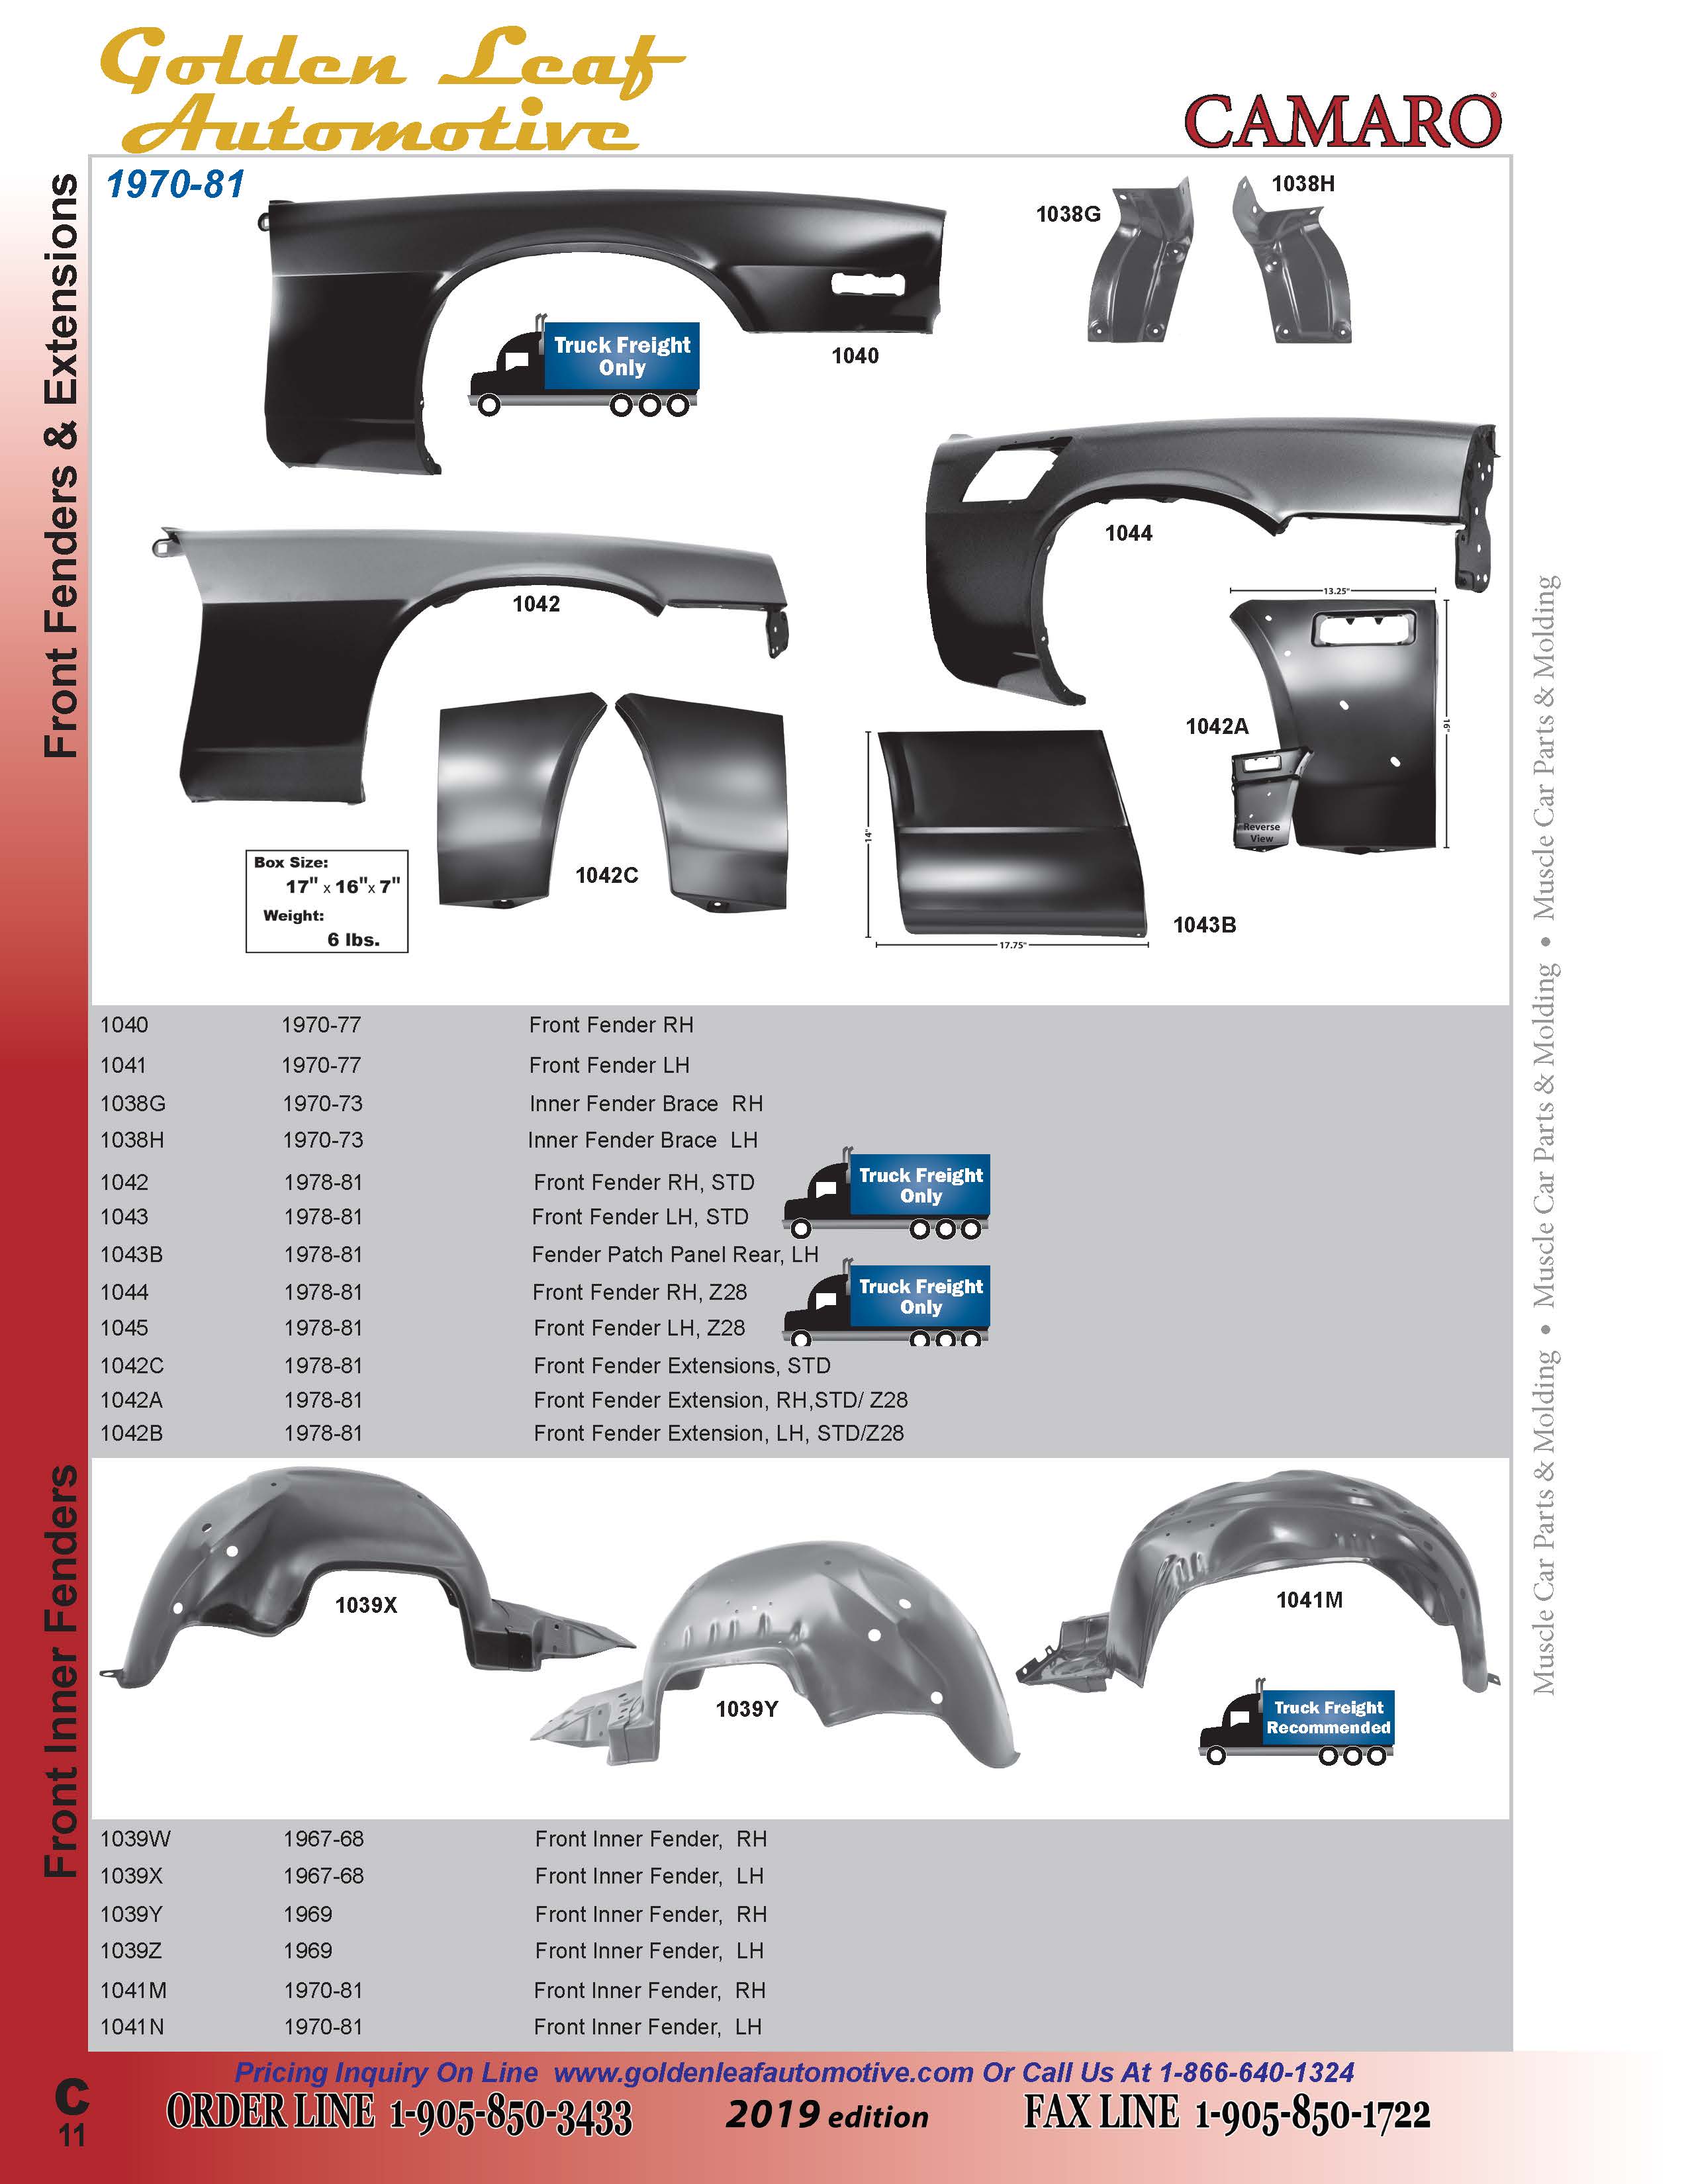 Golden Leaf
Automotive
CAMARO®
Front Fenders & Extensions
1970-81
1038G
1038H
Truck Freight
Only
1040
1044
1042
13.25"
16"
1042A
Reverse
View
14"
17.75"
1043B
1042C
Box Size:
17" x 16"x 7"
Weight:
6 lbs.
1040 1970-77 Front Fender RH
1041 1970-77 Front Fender LH
1038G 1970-73 Inner Fender Brace RH
1038H 1970-73 Inner Fender Brace LH
1042 1978-81 Front Fender RH, STD
1043 1978-81 Front Fender LH, STD
Truck Freight
Only
1043B 1978-81 Fender Patch Panel Rear, LH
1044 1978-81 Front Fender RH, Z28
1045 1978-81 Front Fender LH, Z28
Truck Freight
Only
1042C 1978-81 Front Fender Extensions, STD
1042A 1978-81 Front Fender Extension, RH,STD/ Z28
1042B 1978-81 Front Fender Extension, LH, STD/Z28
Front Inner Fenders
1039X
1039Y
1041M
Truck Freight
Recommended
1039W 1967-68 Front Inner Fender, RH
1039X 1967-68 Front Inner Fender, LH
1039Y 1969 Front Inner Fender, RH
1039Z 1969 Front Inner Fender, LH
1041M 1970-81 Front Inner Fender, RH
1041N 1970-81 Front Inner Fender, LH
Muscle Car Parts & Molding • Muscle Car Parts & Molding • Muscle Car Parts & Molding
Pricing Inquiry On Line www.goldenleafautomotive.com Or Call Us At 1-866-640-1324
ORDER LINE 1-905-850-3433 2019 edition FAX LINE 1-905-850-1722
C
11